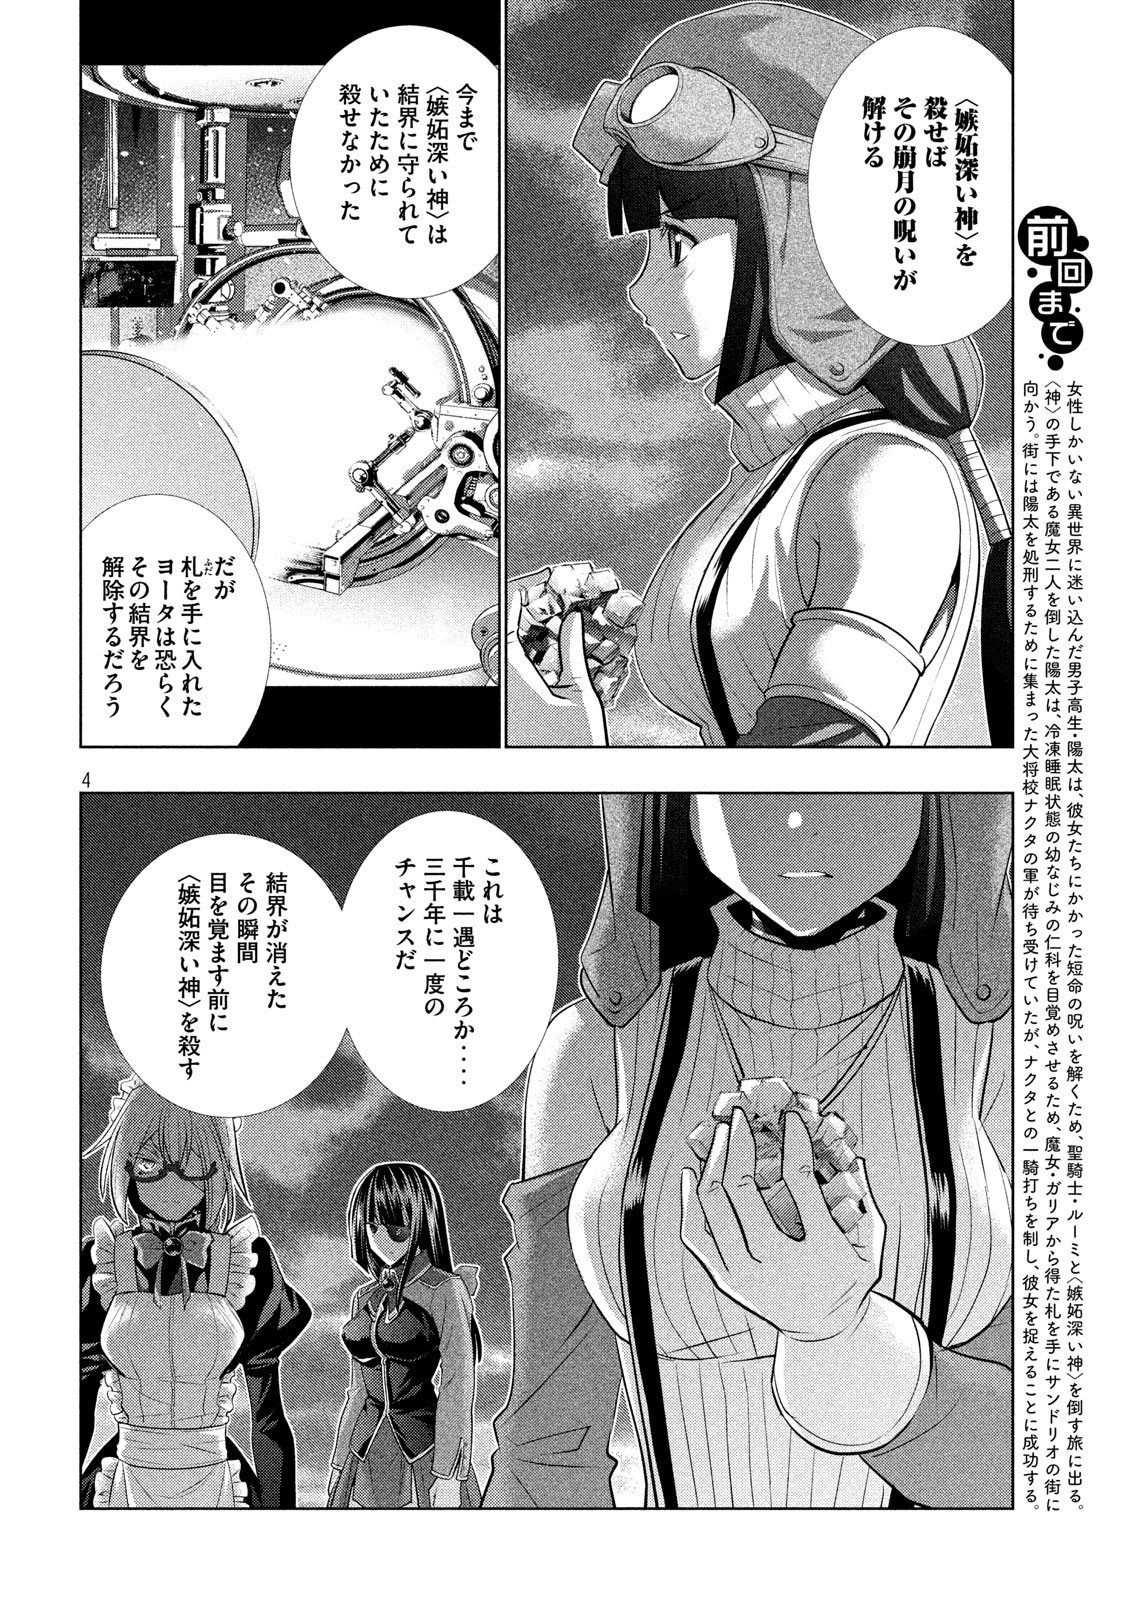 前回まで
女性しかいない異世界に迷い込んだ男子高生・陽太は、彼女たちにかかった短命の呪いを解くため、聖騎士・ルーミと〈嫉妬深い神〉を倒す旅に出る。
〈神〉の手下である魔女二人を倒した陽太は、冷凍睡眠状態の幼なじみの仁科を目覚めさせるため、魔女・ガリアから得た札を手にサンドリオの街に
向かう。街には陽太を処刑するために集まった大将校ナクタの軍が待ち受けていたが、ナクタとの一騎打ちを制し、彼女を捉えることに成功する。
〈嫉妬深い神〉を
殺せば
その崩月の呪いが
解ける
今まで
〈嫉妬深い神〉は
結界に守られて
いたために
殺せなかった
だが
札を手に入れた
ふだ
ヨータは恐らく
その結界を
解除するだろう
これは
千載一遇どころか‥‥
三千年に一度の
チャンスだ
結界が消えた
その瞬間
目を覚ます前に
〈嫉妬深い神〉を殺す
4